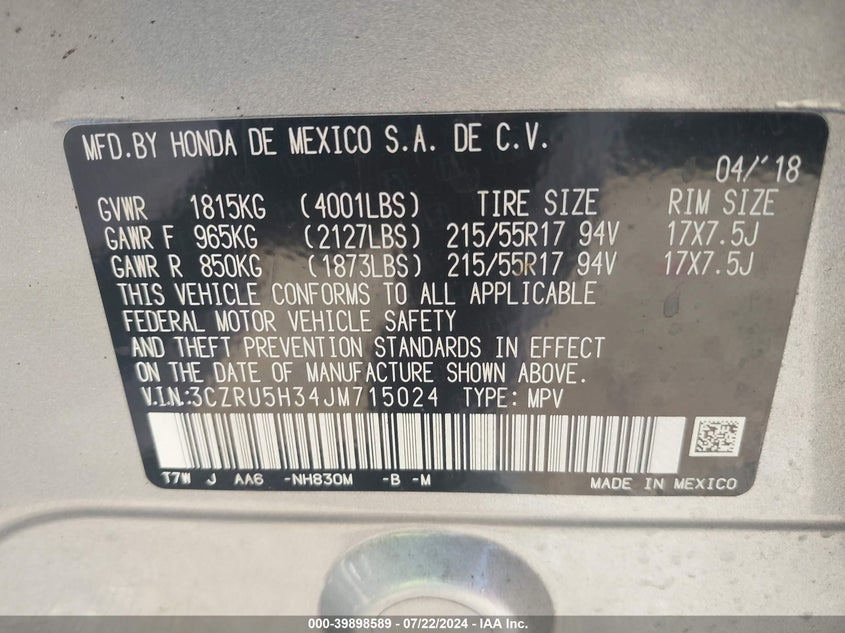 MFD.BY HONDA DE MEXICO S.A. DE C.V.
04/'18
GVWR 1815KG (4001LBS) TIRE SIZE RIM SIZE
GAWR F 965KG (2127LBS) 215/55R17 94V 17X7.5J
GAWR R 850KG (1873LBS) 215/55R17 94V 17X7.5J
THIS VEHICLE CONFORMS TO ALL APPLICABLE
FEDERAL MOTOR VEHICLE SAFETY
AND THEFT PREVENTION STANDARDS IN EFFECT
ON THE DATE OF MANUFACTURE SHOWN ABOVE.
V.I.N.:3CZRU5H34JM715024 TYPE: MPV
T7W J AA6 -NH830M -B -M MADE IN MEXICO
000-39898589 - 07/22/2024 - IAA Inc.